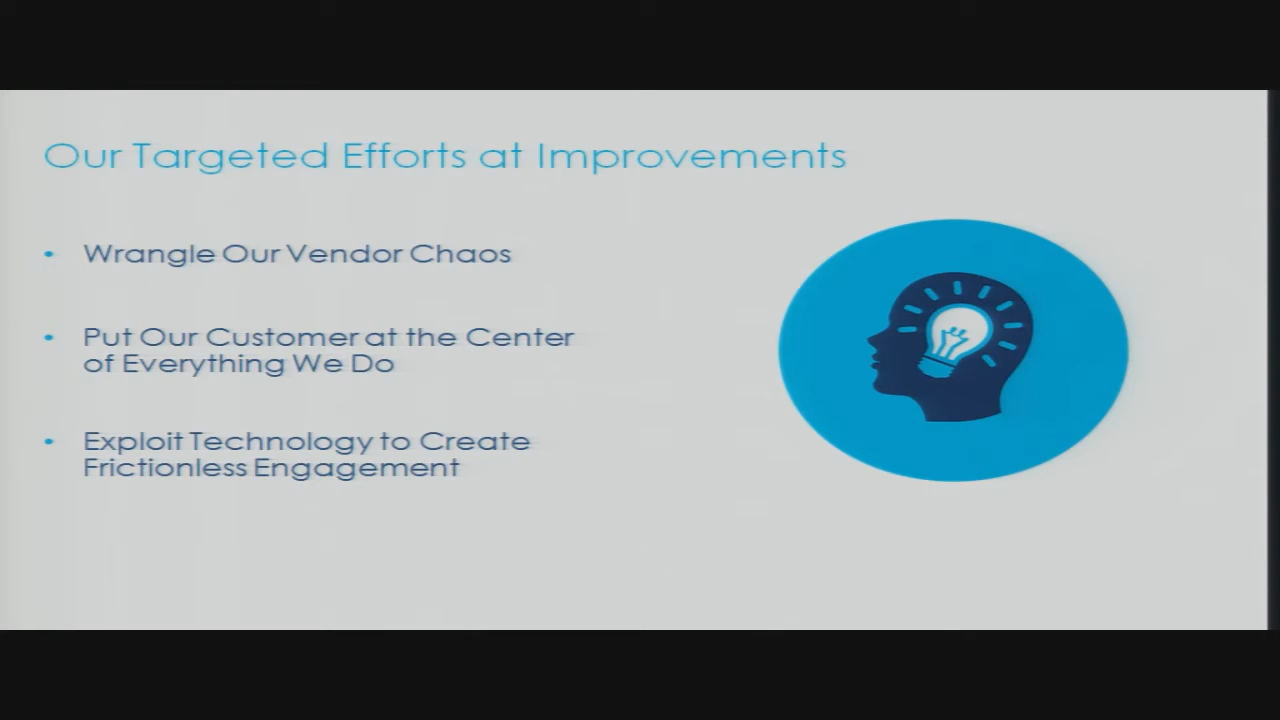 Our Targeted Efforts at Improvements
• Wrangle Our Vendor Chaos
• Put Our Customer at the Center
of Everything We Do
• Exploit Technology to Create
Frictionless Engagement